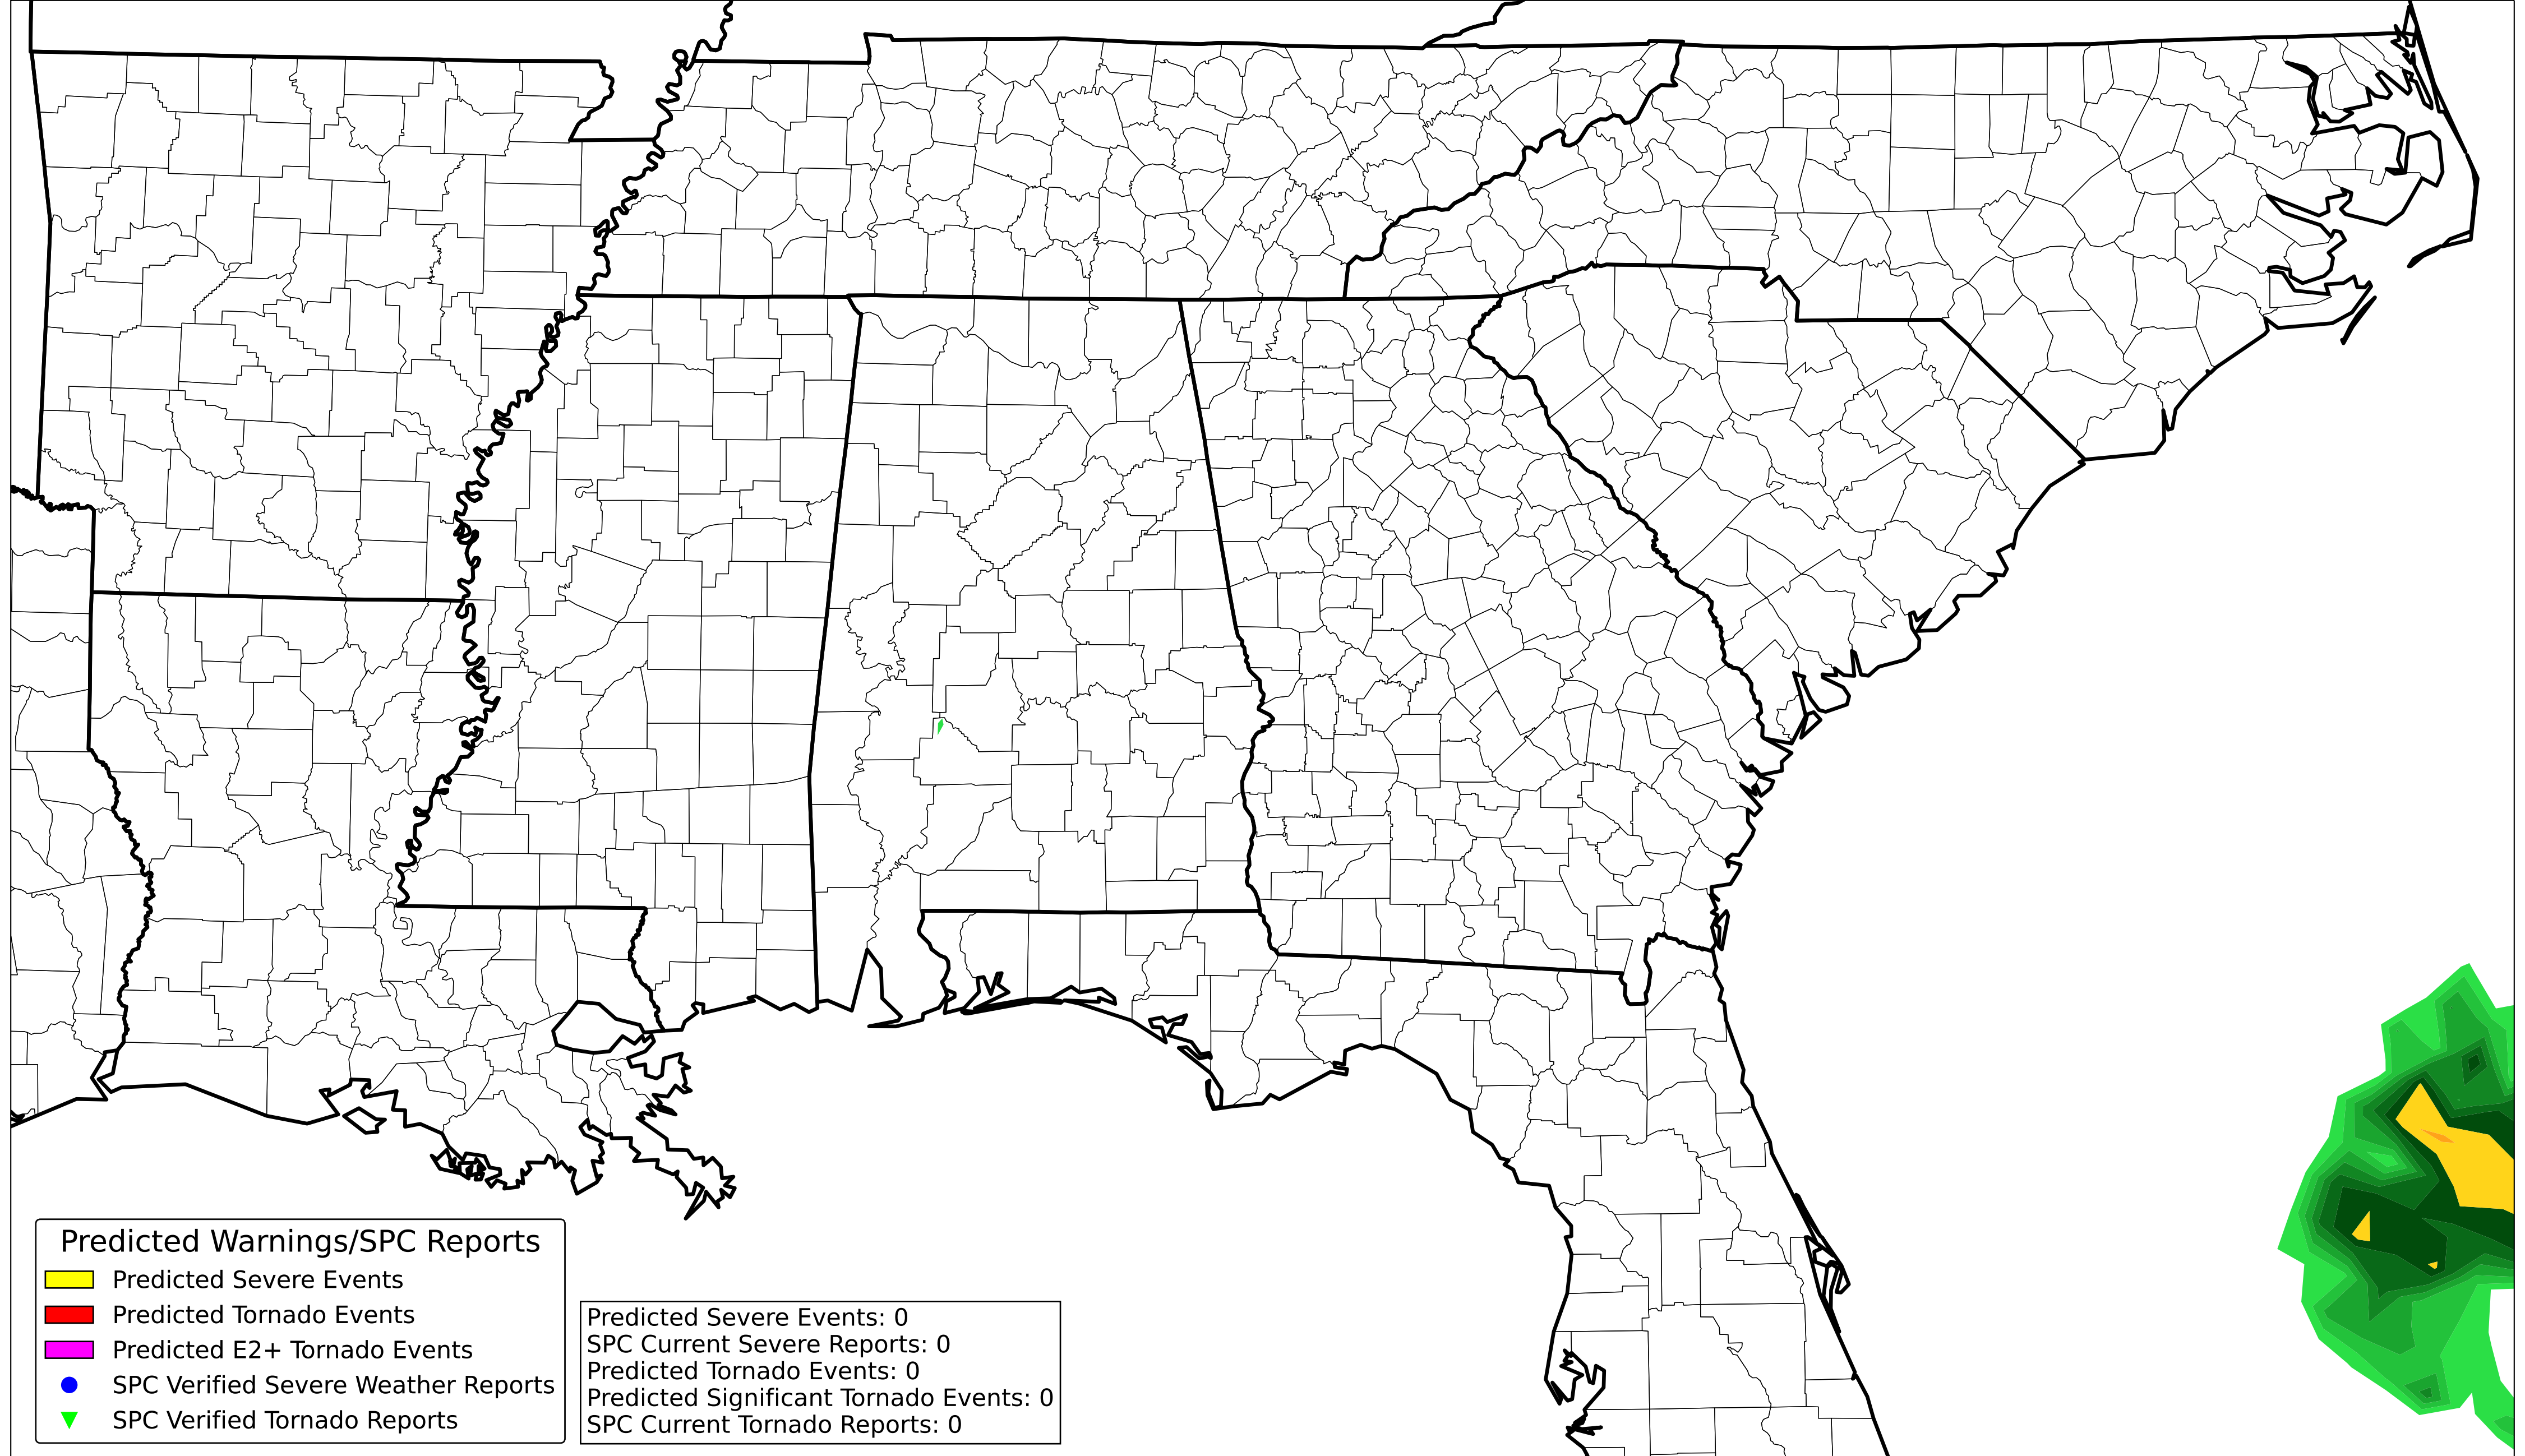 Predicted Warnings/SPC Reports
Predicted Severe Events
Predicted Tornado Events
Predicted E2+ Tornado Events
SPC Verified Severe Weather Reports
SPC Verified Tornado Reports
Predicted Severe Events: 0
SPC Current Severe Reports: 0
Predicted Tornado Events: 0
Predicted Significant Tornado Events: 0
SPC Current Tornado Reports: 0